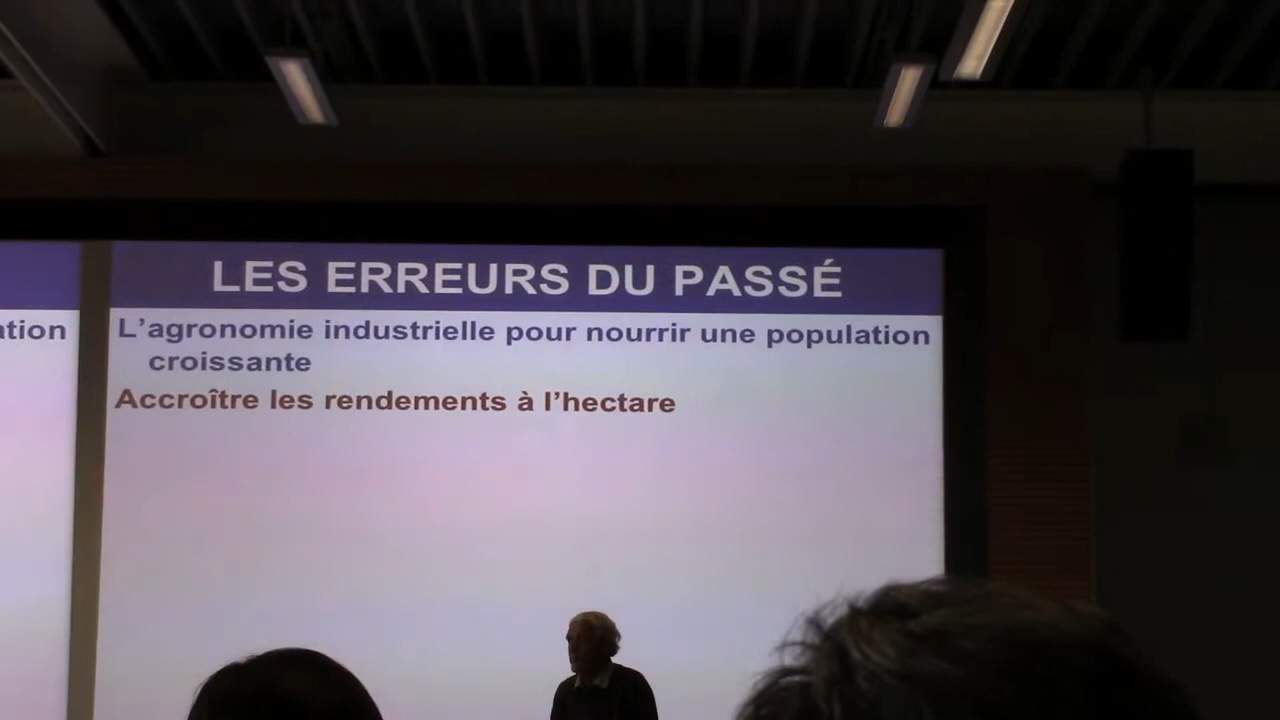 LES ERREURS DU PASSÉ
ation
L’agronomie industrielle pour nourrir une population
croissante
Accroître les rendements à l’hectare